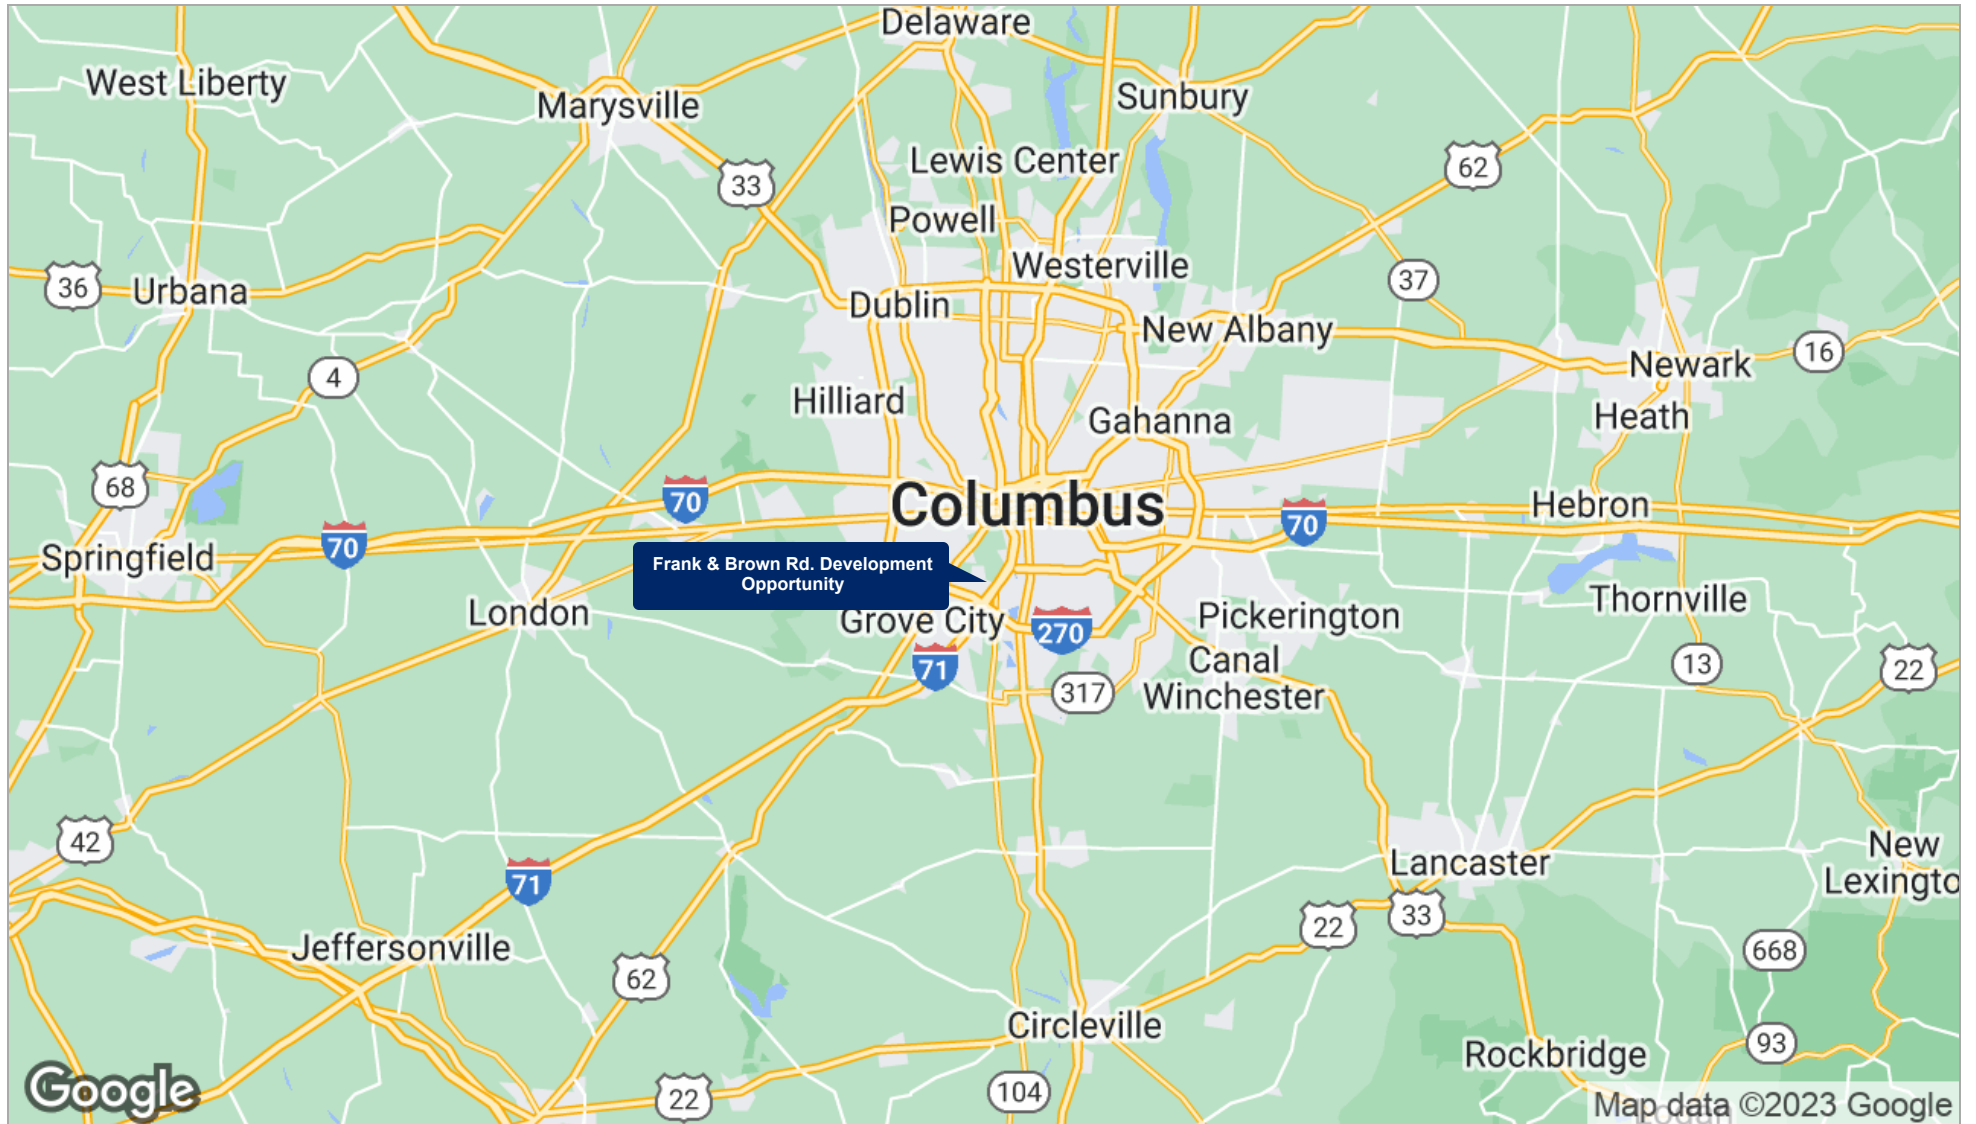 Delaware
West Liberty
Marysville
Sunbury
Lewis Center
62
33
Powell
Westerville
37
36
Urbana
Dublin
New Albany
16
Newark
4
Hilliard
Gahanna
Heath
68
70
Columbus
Hebron
70
70
Springfield
Frank & Brown Rd. Development
Opportunity
London
Grove City
270
Pickerington
Thornville
71
Canal
Winchester
317
13
22
42
New
Lexingto
Lancaster
71
22
33
Jeffersonville
62
668
Circleville
Rockbridge
93
Google
22
104
Map data ©2023 Google
Logan